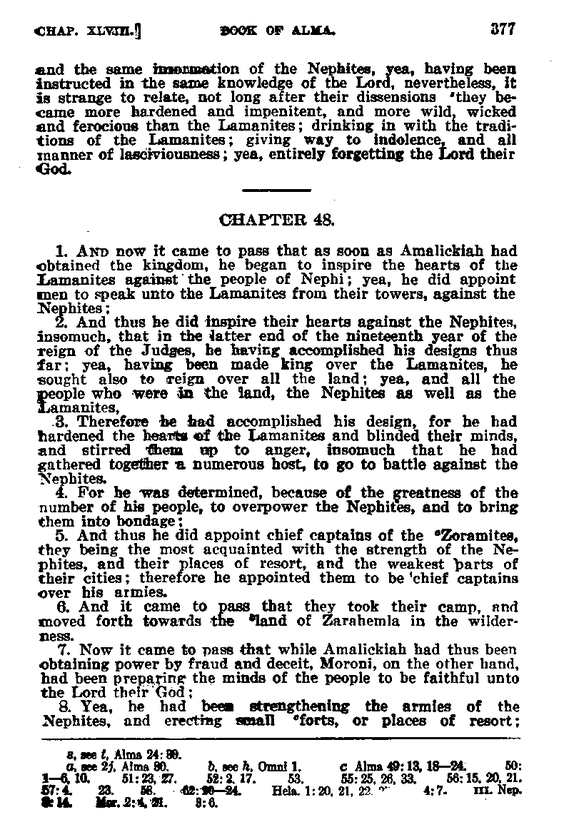 CHAP. XLVIII.] BOOK OF ALMA. 377
and the same information of the Nephites, yea, having been
instructed in the same knowledge of the Lord, nevertheless, it
is strange to relate, not long after their dissensions they be-
came more hardened and impenitent, and more wild, wicked
and ferocious than the Lamanites; drinking in with the tradi-
tions of the Lamanites; giving way to indolence, and all
manner of lasciviousness; yea, entirely forgetting the Lord their
God.
CHAPTER 48.
1. AND now it came to pass that as soon as Amalickiah had
obtained the kingdom, he began to inspire the hearts of the
Lamanites against the people of Nephi; yea, he did appoint
men to speak unto the Lamanites from their towers, against the
Nephites;
2. And thus he did inspire their hearts against the Nephites,
insomuch, that in the latter end of the nineteenth year of the
reign of the Judges, he having accomplished his designs thus
far; yea, having been made king over the Lamanites, he
sought also to reign over all the land; yea, and all the
people who were in the land, the Nephites as well as the
Lamanites,
3. Therefore he had accomplished his design, for he had
hardened the hearts of the Lamanites and blinded their minds,
and stirred them up to anger, insomuch that he had
gathered together a numerous host, to go to battle against the
Nephites.
4. For he was determined, because of the greatness of the
number of his people, to overpower the Nephites, and to bring
them into bondage;
5. And thus he did appoint chief captains of the ᵃZoramites,
they being the most acquainted with the strength of the Ne-
phites, and their places of resort, and the weakest parts of
their cities; therefore he appointed them to be chief captains
over his armies.
6. And it came to pass that they took their camp, and
moved forth towards the ᵇland of Zarahemla in the wilder-
ness.
7. Now it came to pass that while Amalickiah had thus been
obtaining power by fraud and deceit, Moroni, on the other hand,
had been preparing the minds of the people to be faithful unto
the Lord their God;
8. Yea, he had been strengthening the armies of the
Nephites, and erecting small ᶜforts, or places of resort;
s, see t, Alma 24:30.
a, see 2j, Alma 30. b, see h, Omni 1. c Alma 49:13, 18—24. 50:
1—6, 10. 51:23, 27. 52:2, 17. 53. 55:25, 26, 33. 56:15, 20, 21.
57:4. 23. 58. 62:20—24. Hela. 1:20, 21, 22. 4:7. III. Nep.
3:14. Mor. 2:4, 21. 3:6.